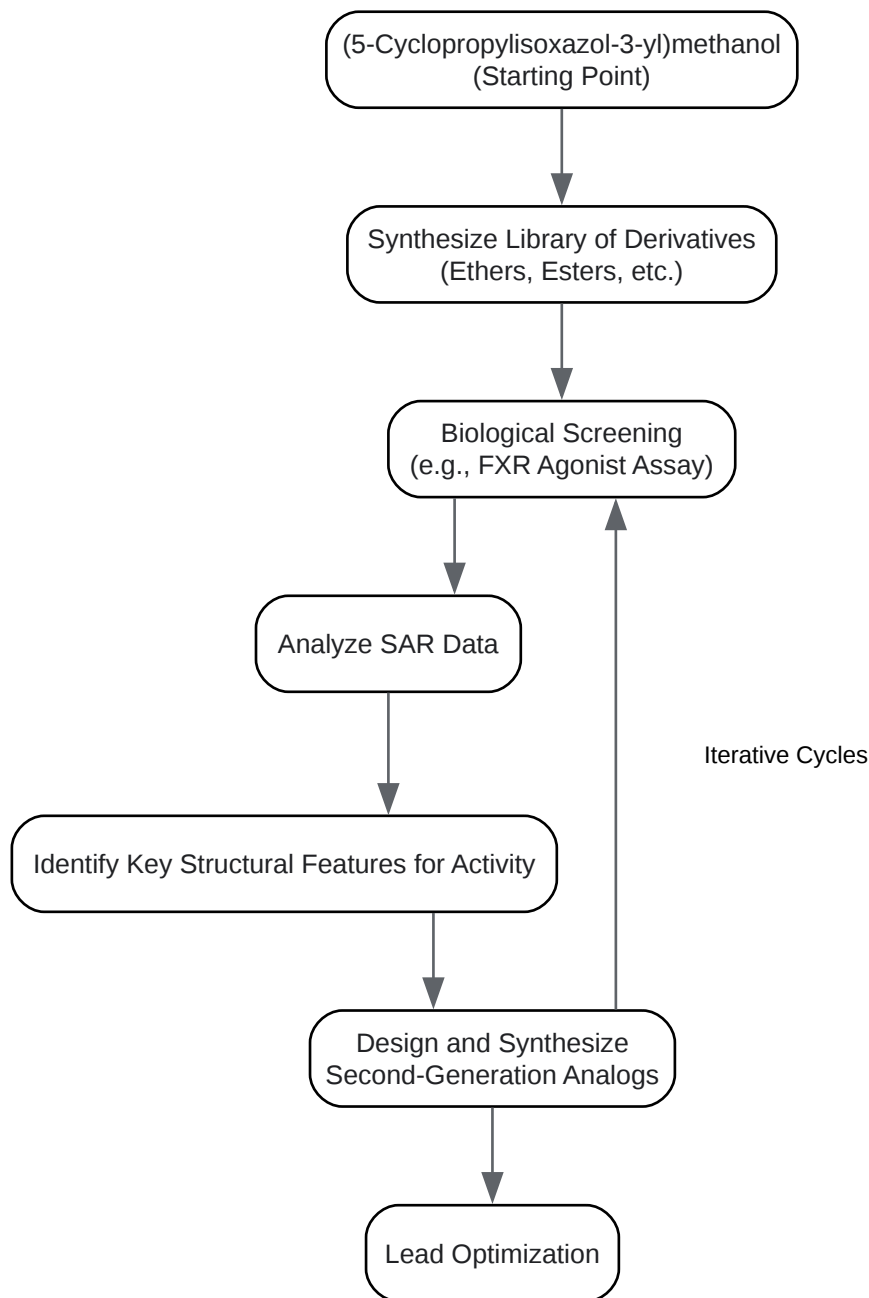 (5-Cyclopropylisoxazol-3-yl)methanol
(Starting Point)
Synthesize Library of Derivatives
(Ethers, Esters, etc.)
Biological Screening
(e.g., FXR Agonist Assay)
Analyze SAR Data
Iterative Cycles
Identify Key Structural Features for Activity
Design and Synthesize
Second-Generation Analogs
Lead Optimization